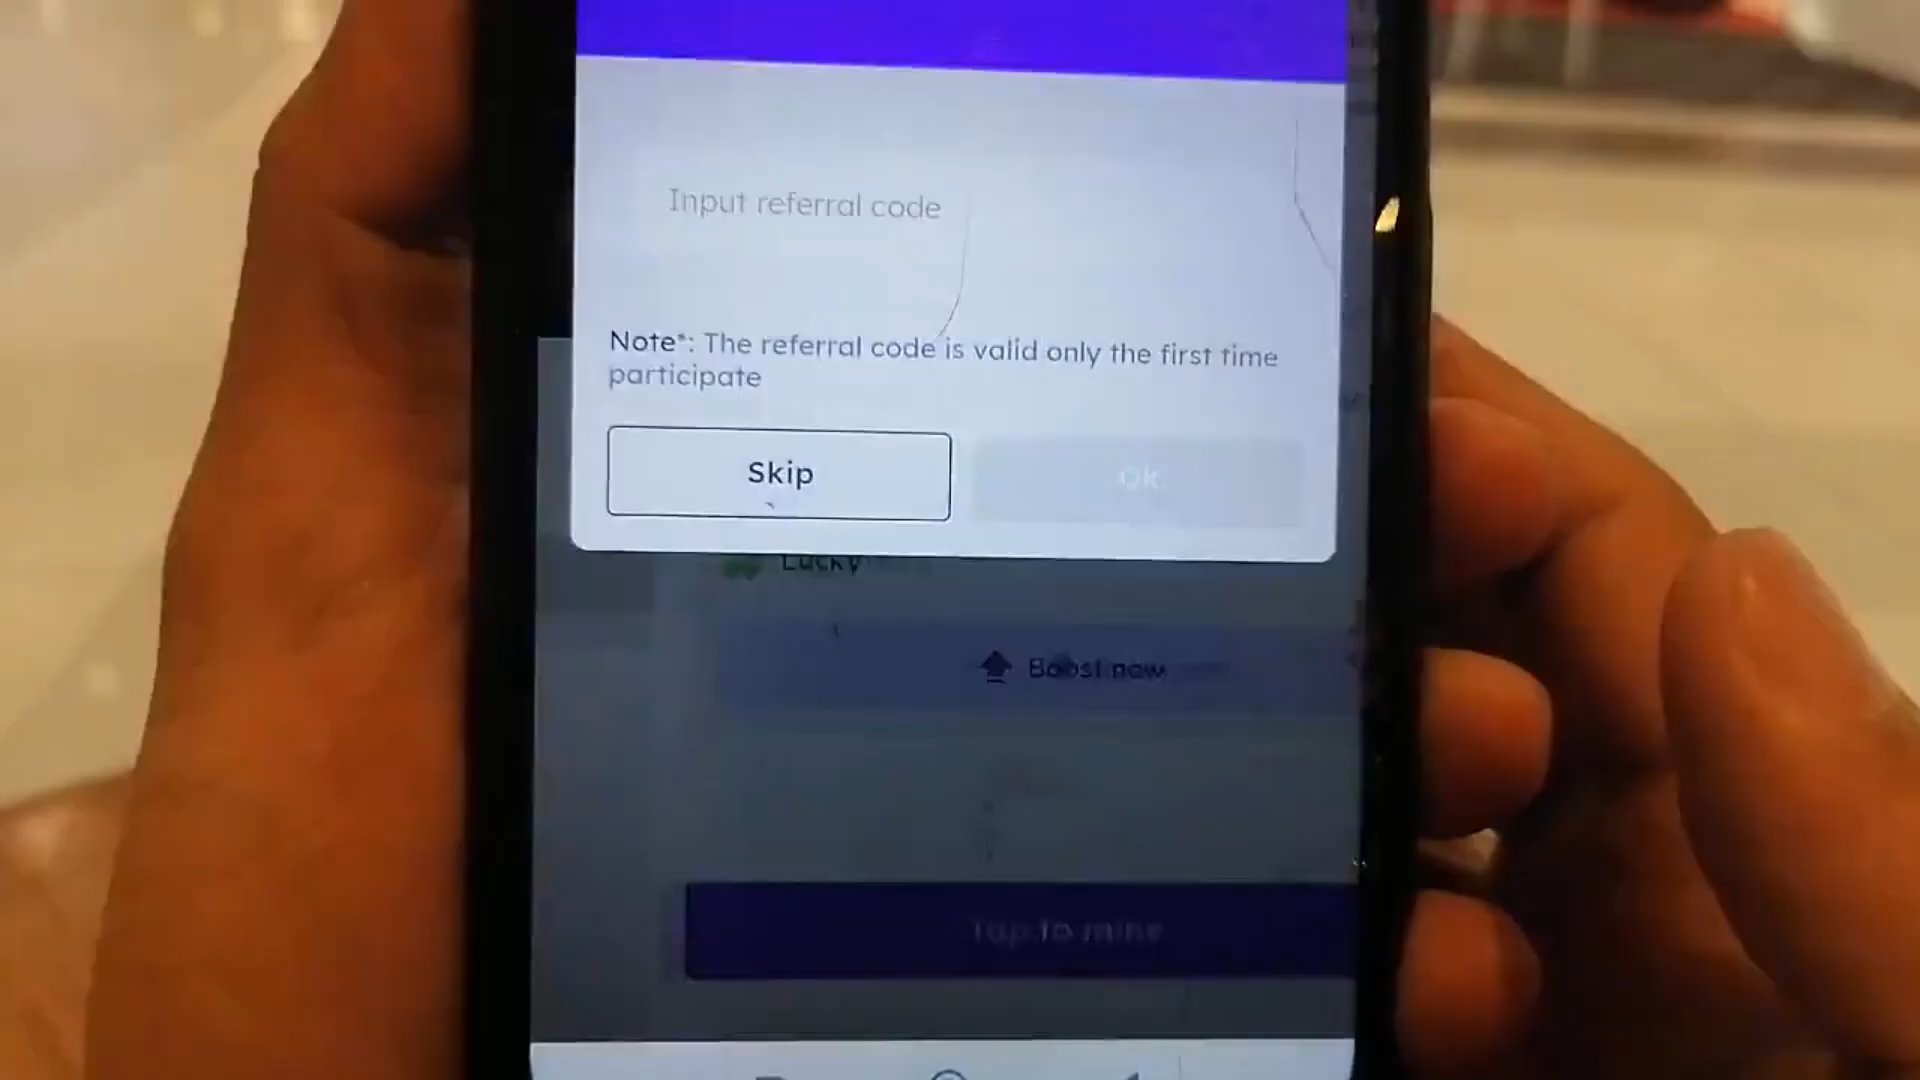 Input referral code
Note*: The referral code is valid only the first time
participate
Skip
Ok
Lucky
Boost now
Tap to mine